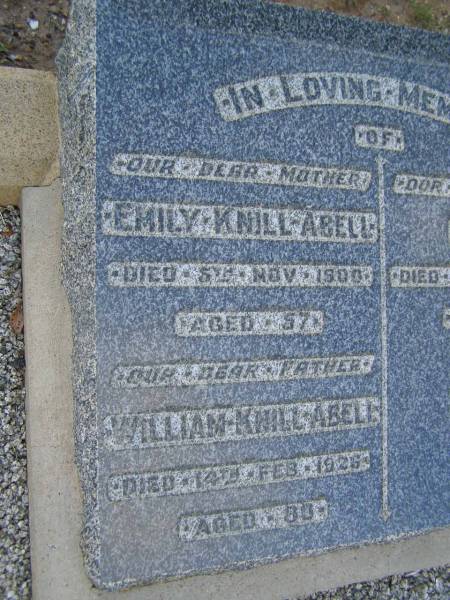 IN LOVING MEM
OF
OUR DEAR MOTHER
EMILY KNILL ABELL
DIED 5TH NOV. 1900
AGED 57
OUR DEAR FATHER
WILLIAM KNILL ABELL
DIED 14TH FEB. 1925
AGED 80
DOR
DIED